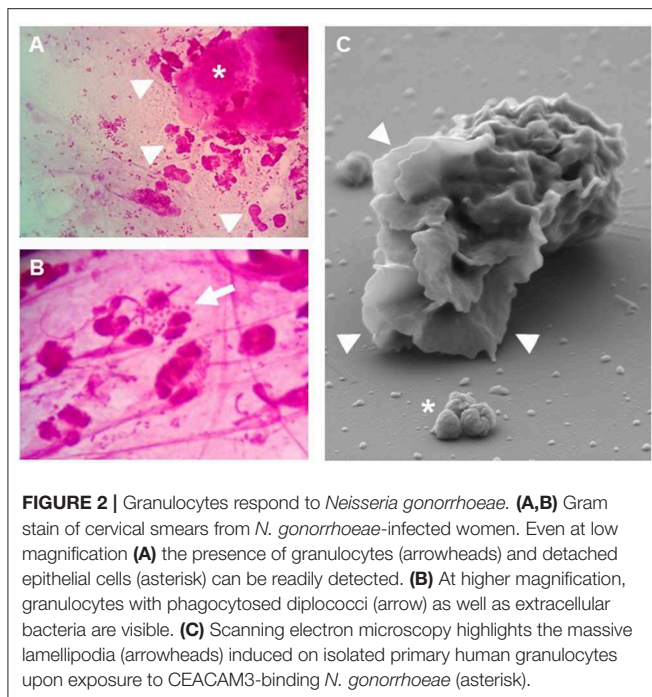 A
*
C
B
*
FIGURE 2 | Granulocytes respond to Neisseria gonorrhoeae. (A,B) Gram
stain of cervical smears from N. gonorrhoeae-infected women. Even at low
magnification (A) the presence of granulocytes (arrowheads) and detached
epithelial cells (asterisk) can be readily detected. (B) At higher magnification,
granulocytes with phagocytosed diplococci (arrow) as well as extracellular
bacteria are visible. (C) Scanning electron microscopy highlights the massive
lamellipodia (arrowheads) induced on isolated primary human granulocytes
upon exposure to CEACAM3-binding N. gonorrhoeae (asterisk).